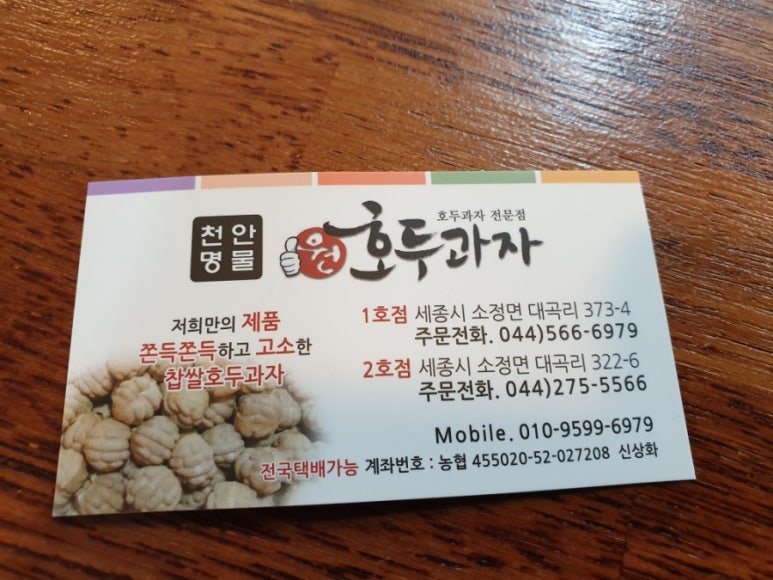 천안
명물
호두과자 전문점
원 호두과자
저희만의 제품
쫀득쫀득하고 고소한
찹쌀호두과자
1호점 세종시 소정면 대곡리 373-4
주문전화. 044)566-6979
2호점 세종시 소정면 대곡리 322-6
주문전화. 044)275-5566
Mobile. 010-9599-6979
전국택배가능 계좌번호 : 농협 455020-52-027208 신상화